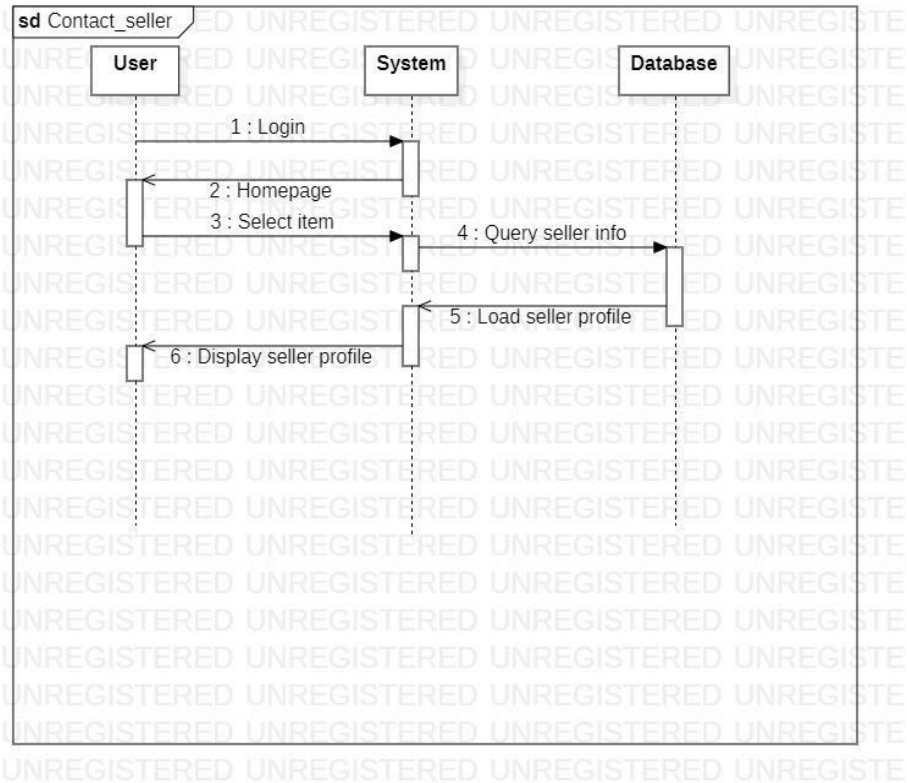 sd Contact_seller
User
System
Database
1 : Login
2 : Homepage
3 : Select item
4 : Query seller info
5 : Load seller profile
6 : Display seller profile
UNREGISTERED